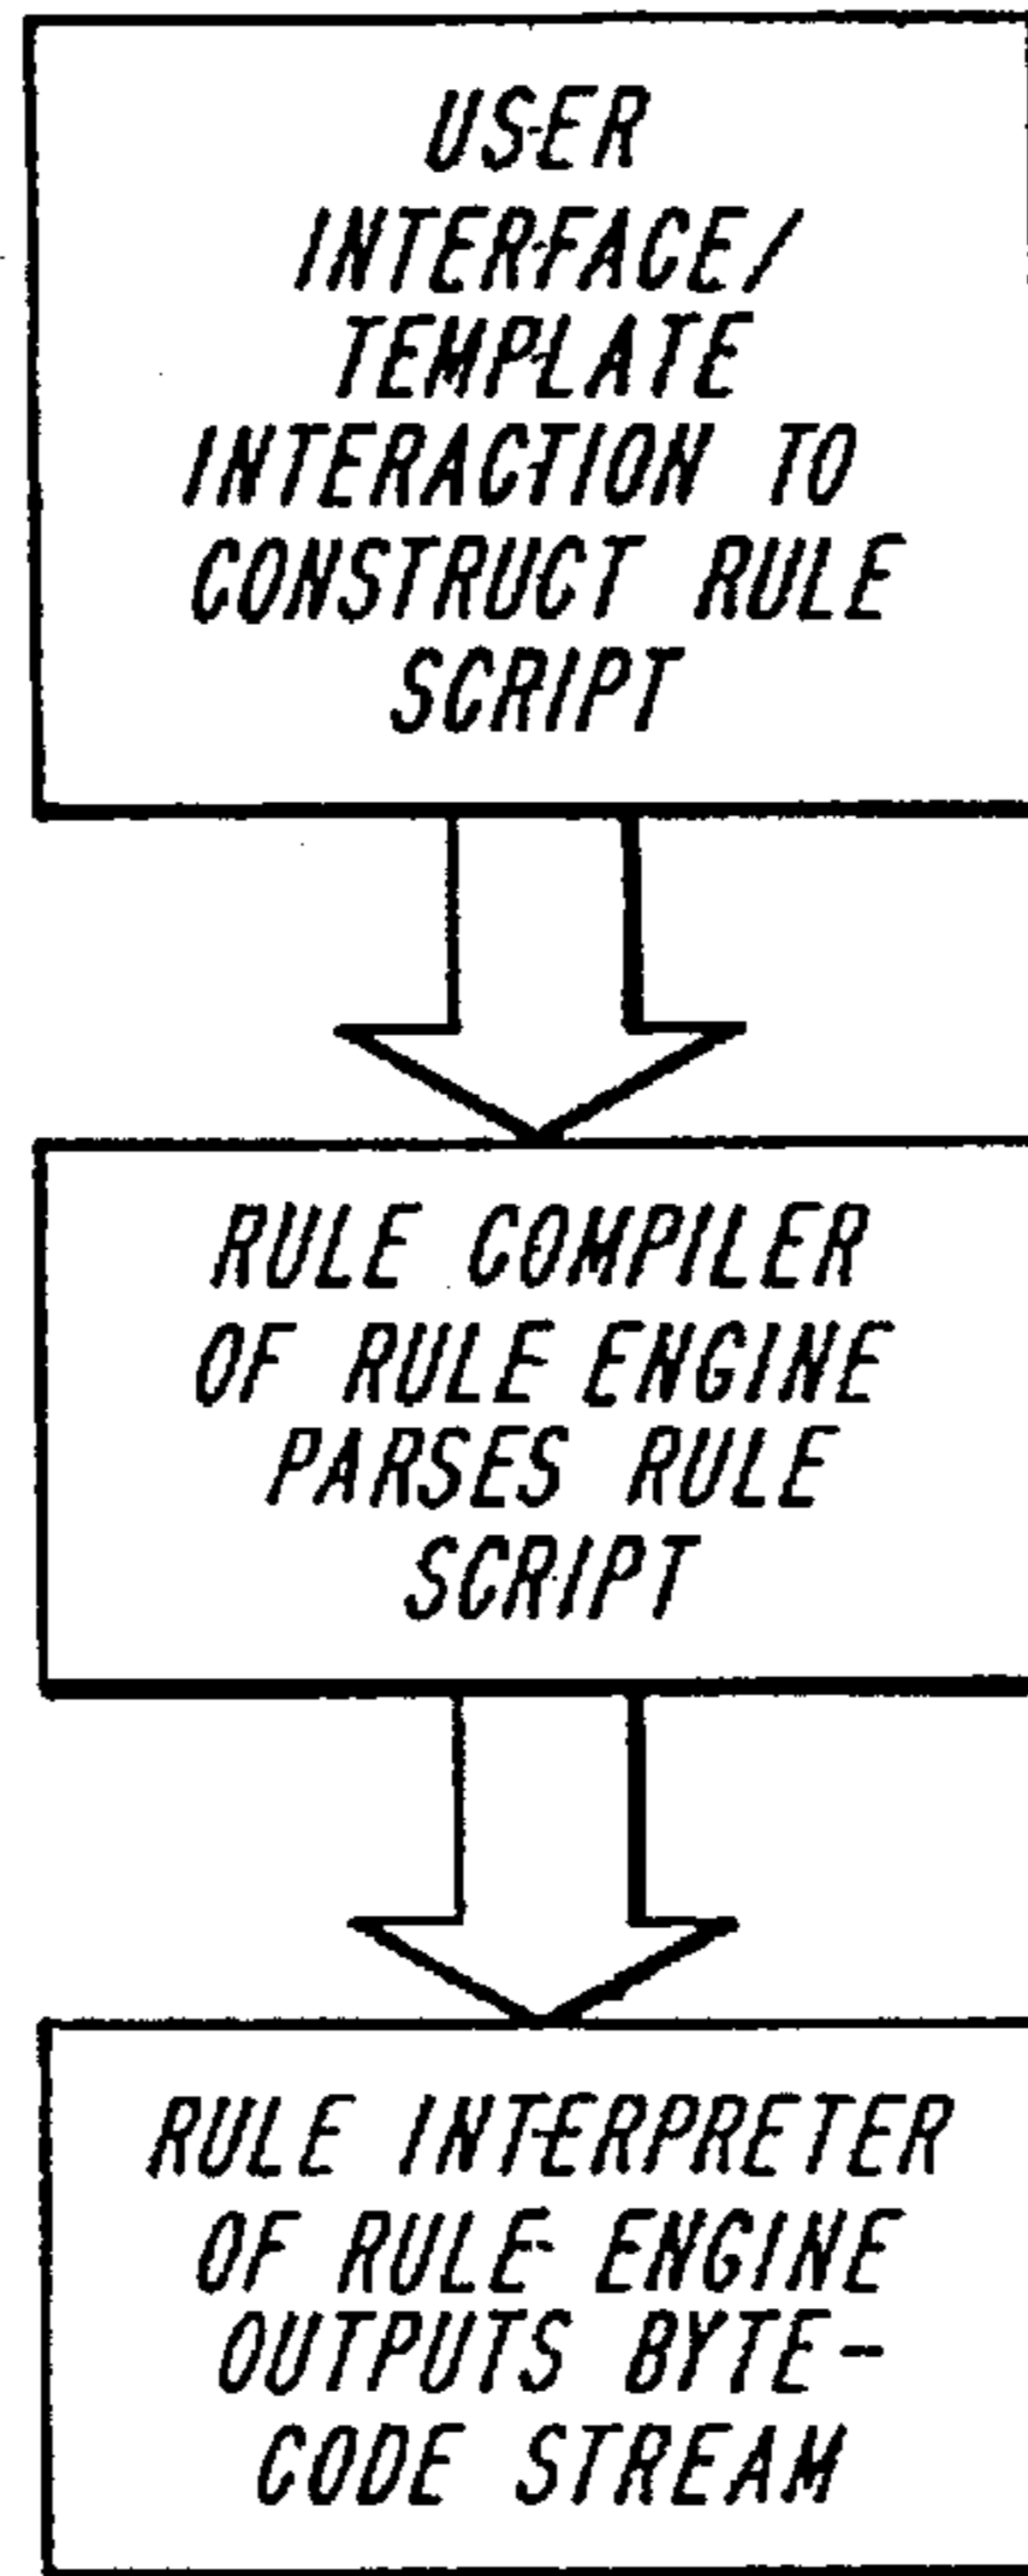 USER
INTERFACE/
TEMPLATE
INTERACTION TO
CONSTRUCT RULE
SCRIPT
RULE COMPILER
OF RULE ENGINE
PARSES RULE
SCRIPT
RULE INTERPRETER
OF RULE ENGINE
OUTPUTS BYTE-
CODE STREAM